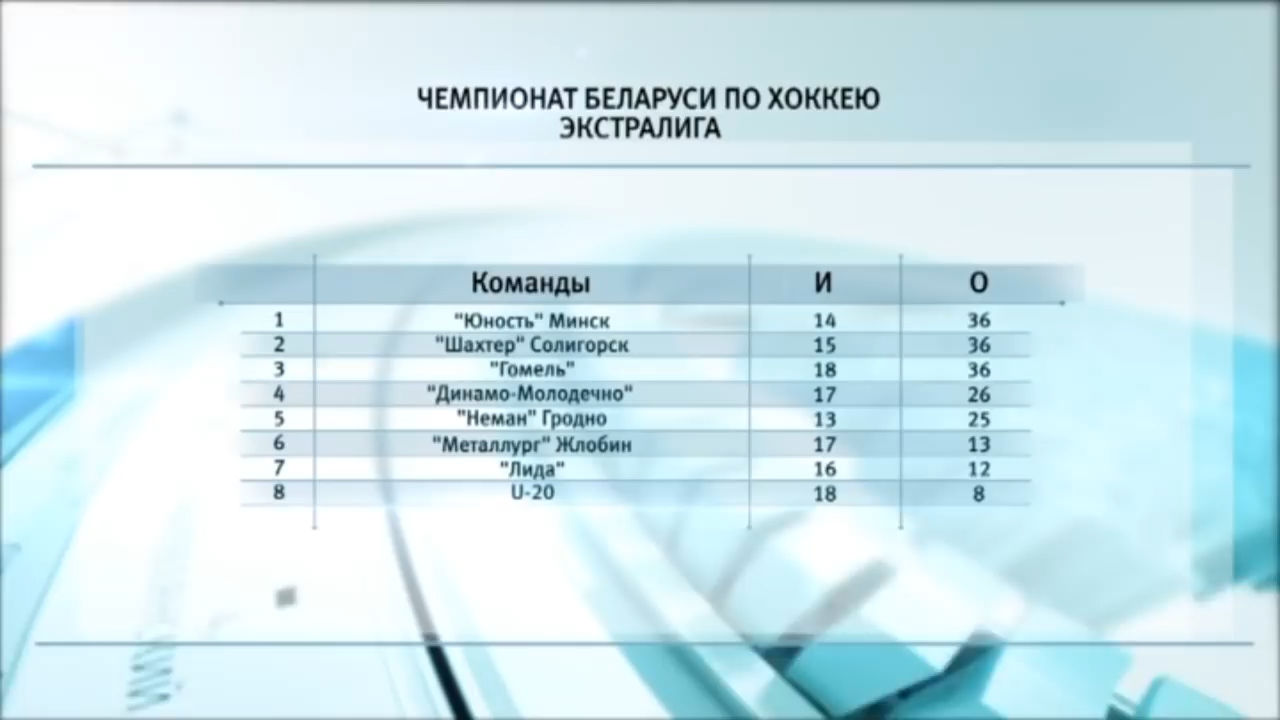 ЧЕМПИОНАТ БЕЛАРУСИ ПО ХОККЕЮ
ЭКСТРАЛИГА
Команды И О
1 "Юность" Минск 14 36
2 "Шахтер" Солигорск 15 36
3 "Гомель" 18 36
4 "Динамо-Молодечно" 17 26
5 "Неман" Гродно 13 25
6 "Металлург" Жлобин 17 13
7 "Лида" 16 12
8 U-20 18 8